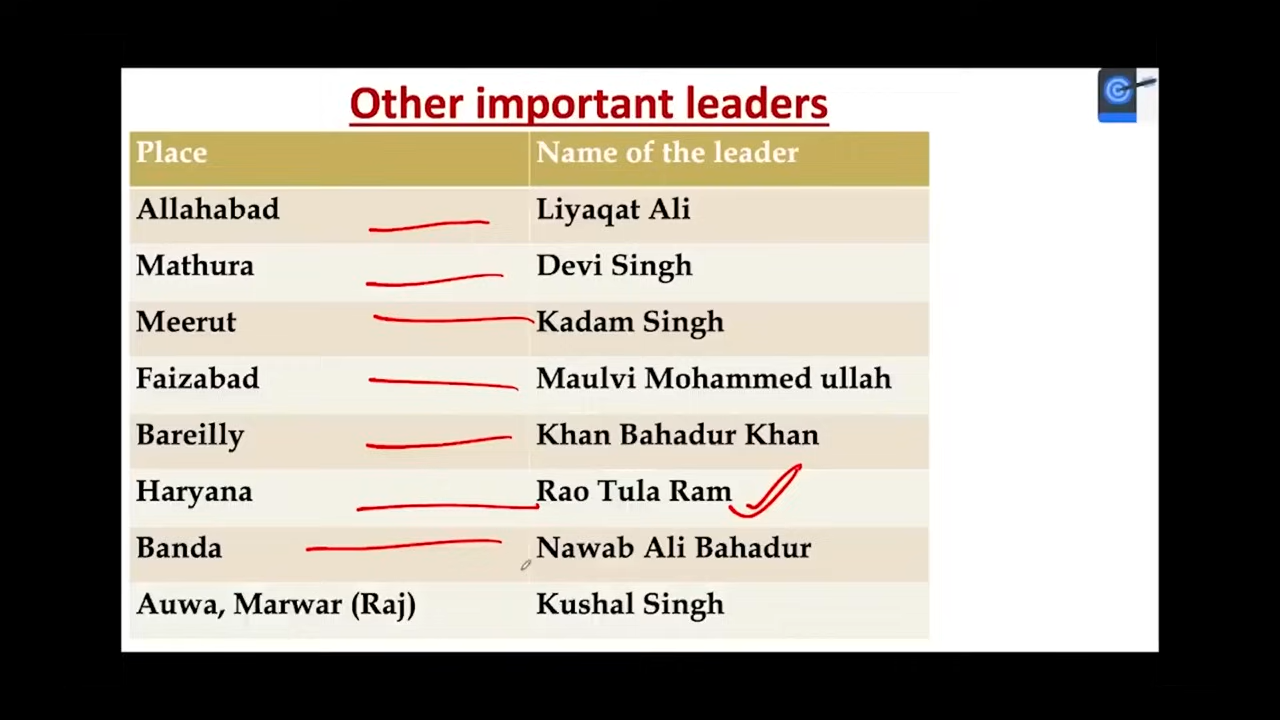 Other important leaders
Place Name of the leader
Allahabad Liyaqat Ali
Mathura Devi Singh
Meerut Kadam Singh
Faizabad Maulvi Mohammed ullah
Bareilly Khan Bahadur Khan
Haryana Rao Tula Ram
Banda Nawab Ali Bahadur
Auwa, Marwar (Raj) Kushal Singh